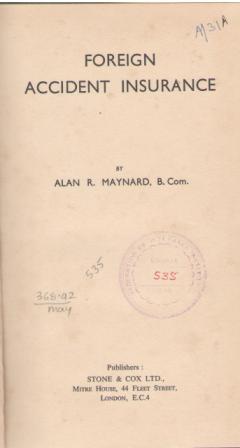 A/31A
FOREIGN
ACCIDENT INSURANCE
BY
ALAN R. MAYNARD, B. Com.
535
535
368.92
May
Publishers :
STONE & COX LTD.,
MITRE HOUSE, 44 FLEET STREET,
LONDON, E.C.4